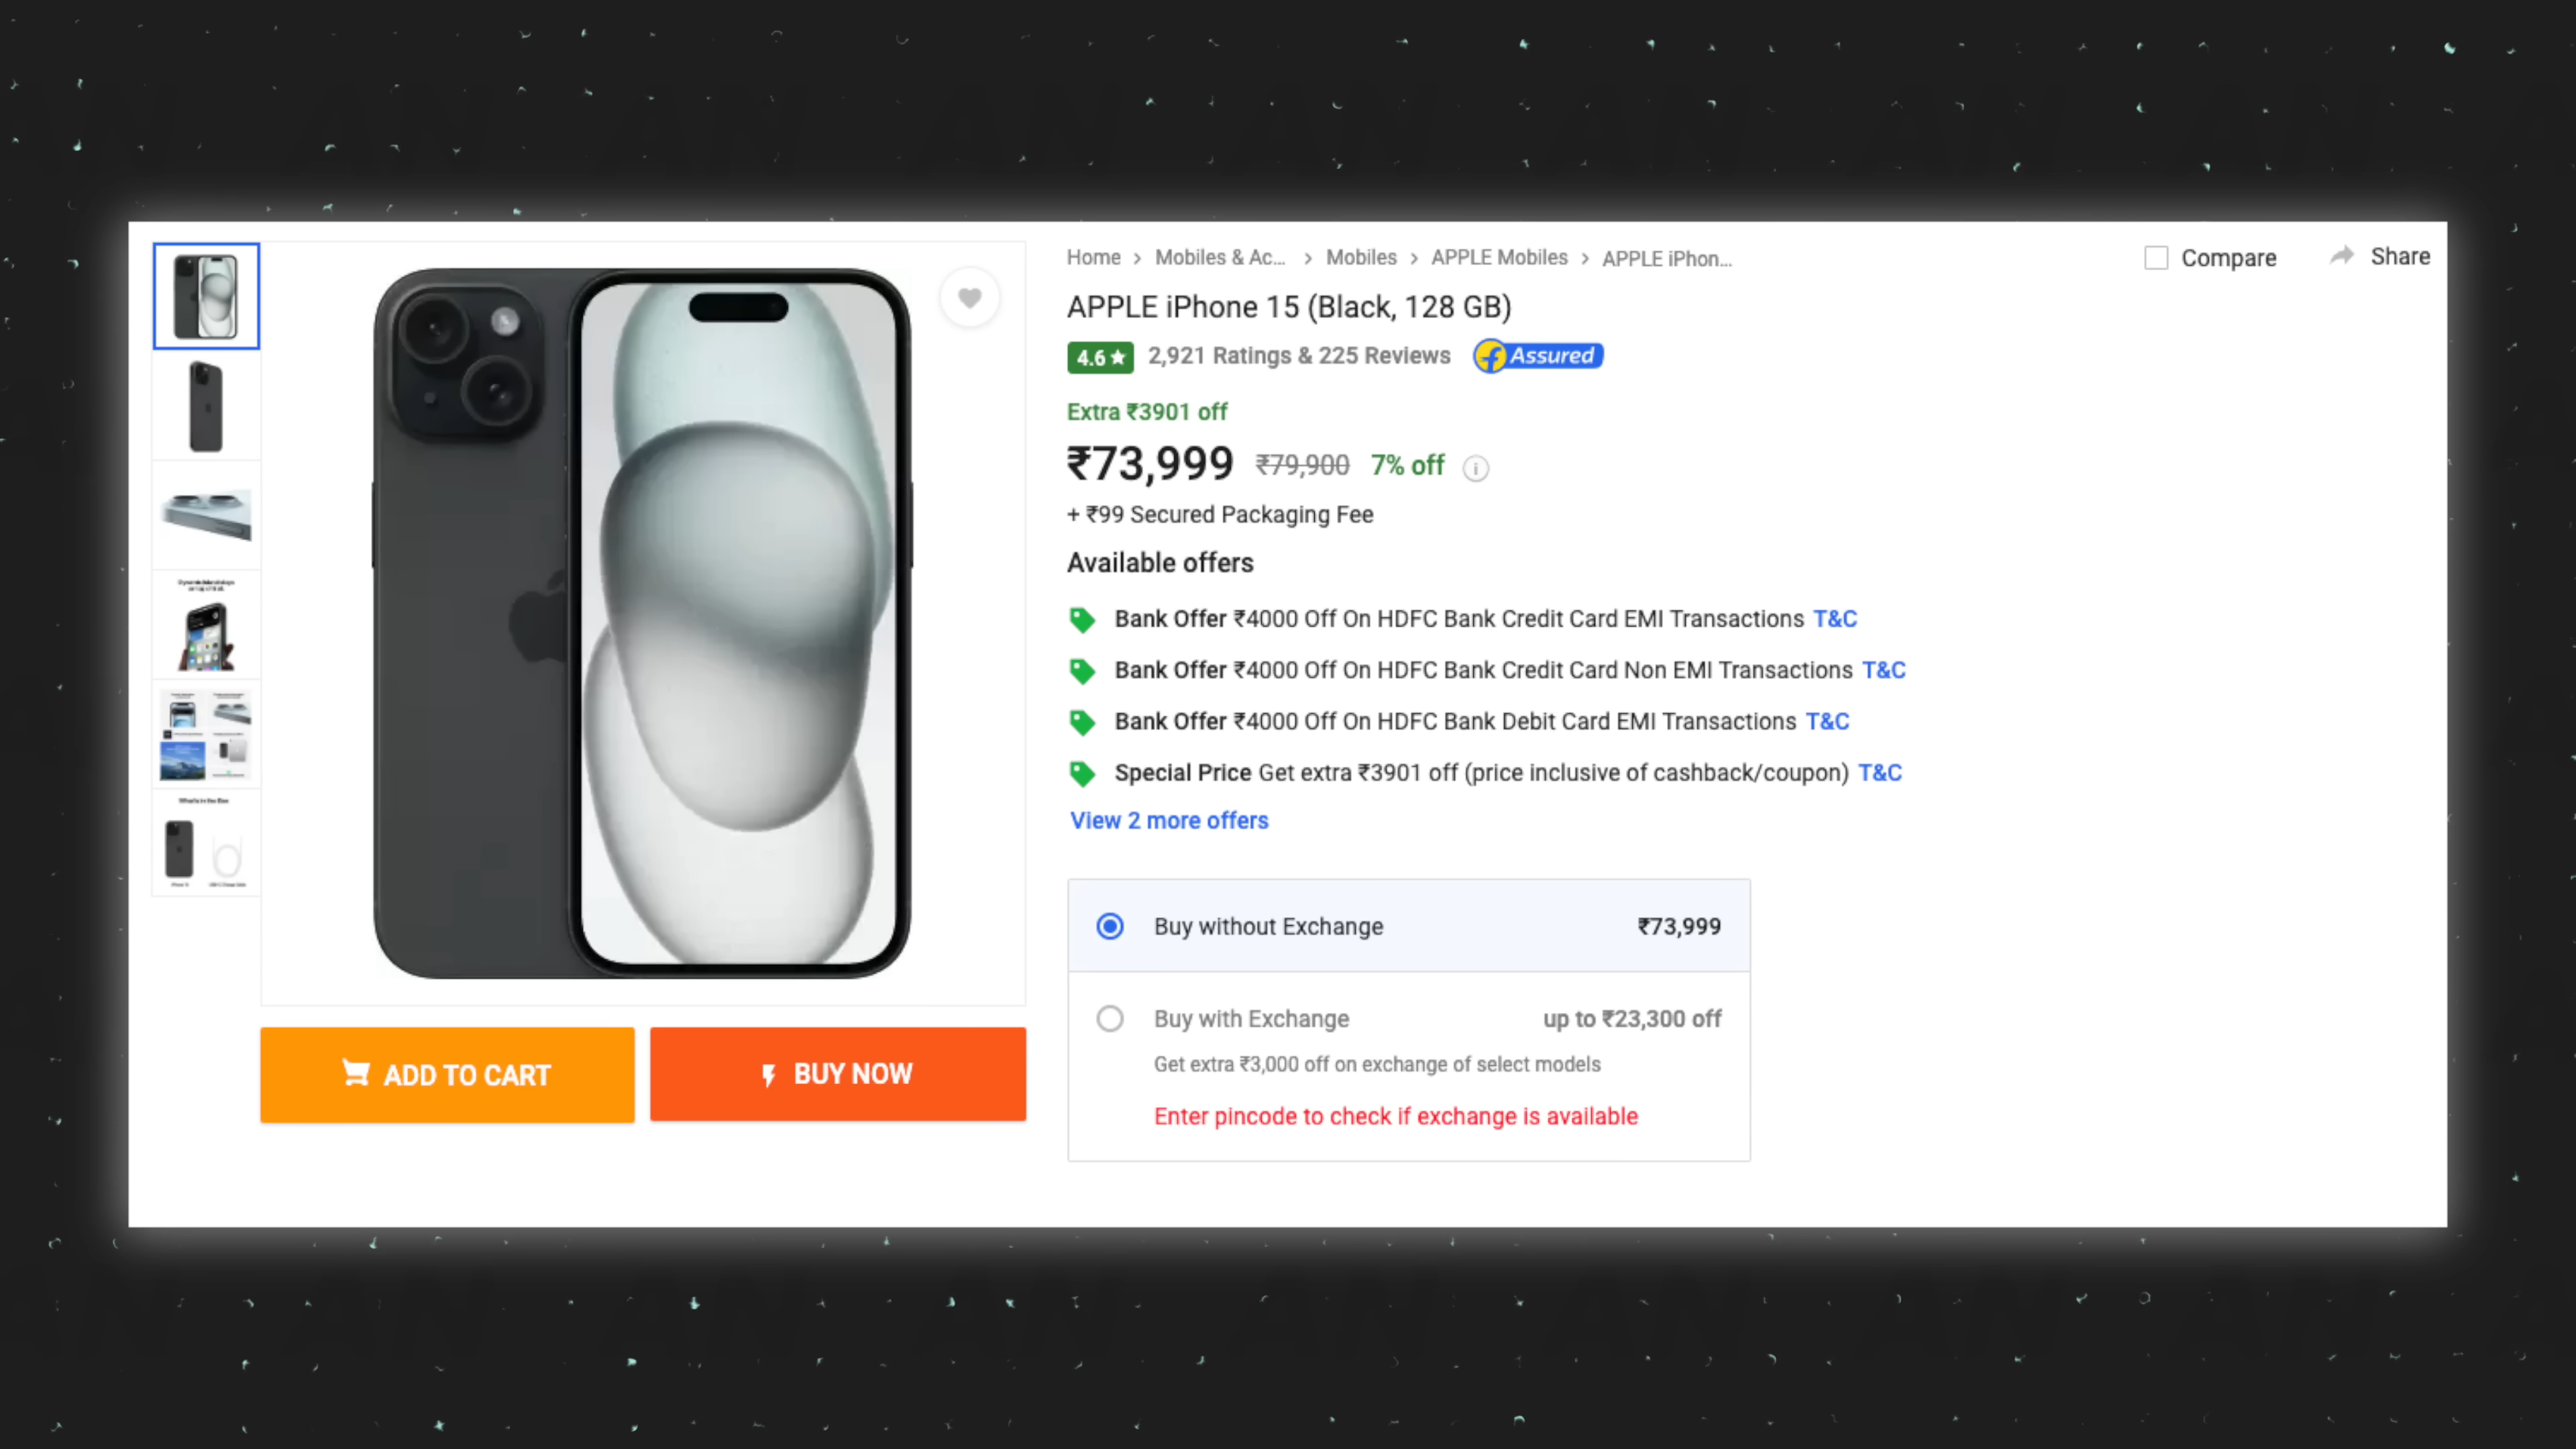 Home > Mobiles & Ac... > Mobiles > APPLE Mobiles > APPLE iPhon...
Compare
Share
APPLE iPhone 15 (Black, 128 GB)
4.6★ 2,921 Ratings & 225 Reviews
Assured
Extra ₹3901 off
₹73,999 ₹79,900 7% off
+ ₹99 Secured Packaging Fee
Available offers
Bank Offer ₹4000 Off On HDFC Bank Credit Card EMI Transactions T&C
Bank Offer ₹4000 Off On HDFC Bank Credit Card Non EMI Transactions T&C
Bank Offer ₹4000 Off On HDFC Bank Debit Card EMI Transactions T&C
Special Price Get extra ₹3901 off (price inclusive of cashback/coupon) T&C
View 2 more offers
Buy without Exchange ₹73,999
Buy with Exchange up to ₹23,300 off
Get extra ₹3,000 off on exchange of select models
Enter pincode to check if exchange is available
What's in the Box
ADD TO CART
BUY NOW